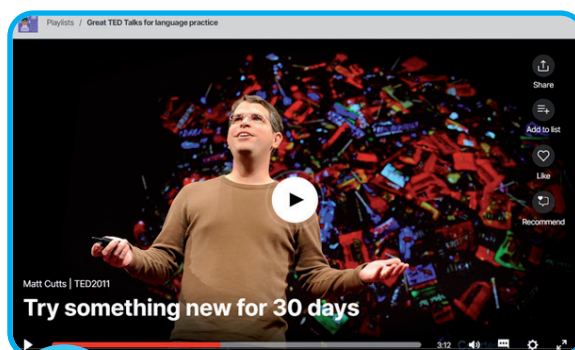 Playlists / Great TED Talks for language practice
Share
Add to list
Like
Recommend
Matt Cutts | TED2011
Try something new for 30 days
3:12